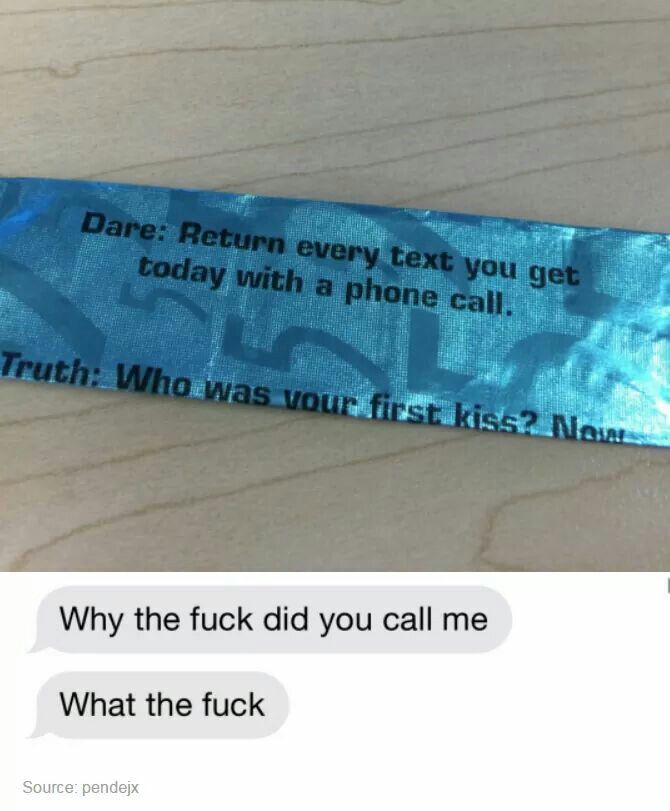 Dare: Return every text you get
today with a phone call.
Truth: Who was your first kiss? Now
Why the fuck did you call me
What the fuck
Source: pendejx